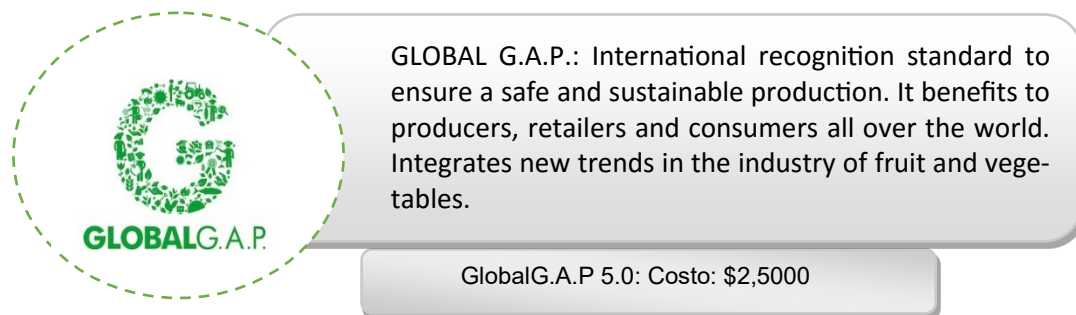 GLOBAL G.A.P.: International recognition standard to
ensure a safe and sustainable production. It benefits to
producers, retailers and consumers all over the world.
Integrates new trends in the industry of fruit and vege-
tables.
GLOBALG.A.P.
GlobalG.A.P 5.0: Costo: $2,5000